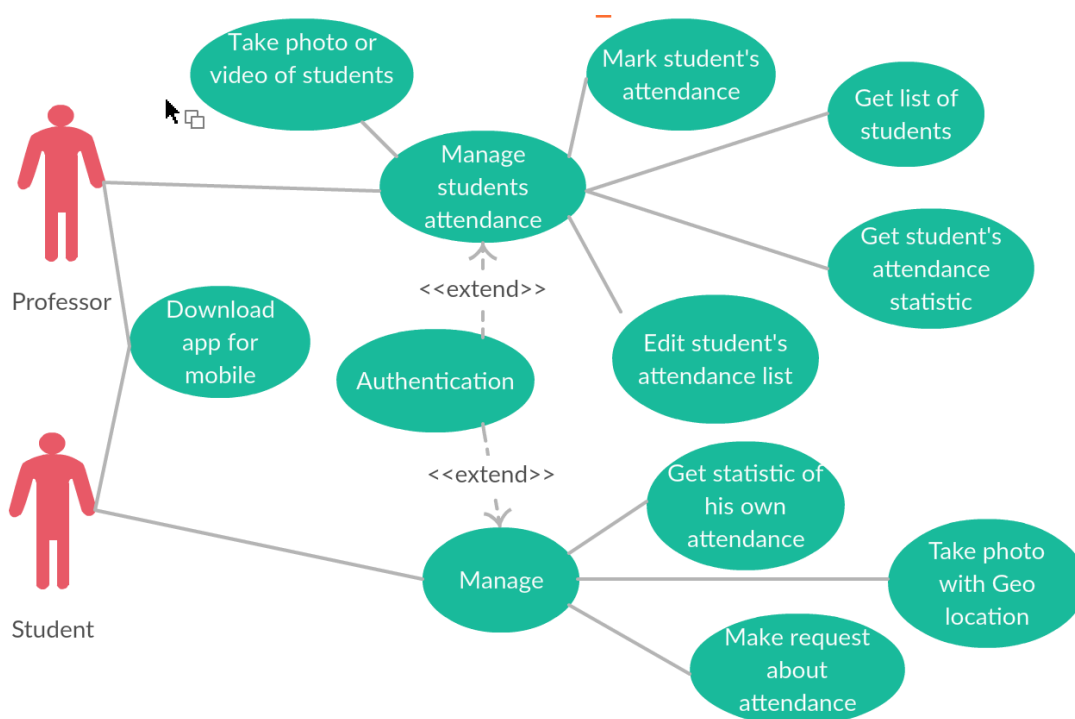 Take photo or
video of students
Mark student's
attendance
Get list of
students
Manage
students
attendance
Get student's
attendance
statistic
<<extend>>
Professor
Download
app for
mobile
Edit student's
attendance list
Authentication
<<extend>>
Get statistic of
his own
attendance
Take photo
with Geo
location
Manage
Student
Make request
about
attendance